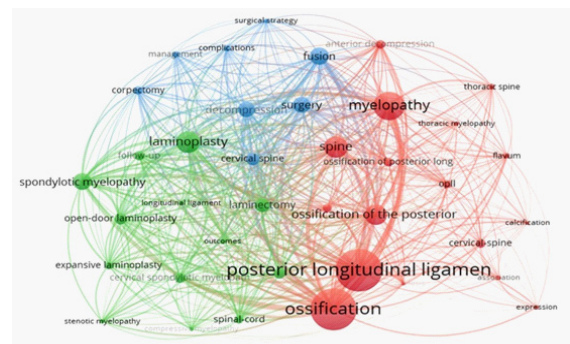 surgical strategy
complications
anterior decompression
management
fusion
corpectomy
thoracic spine
decompression
surgery
myelopathy
thoracic myelopathy
laminoplasty
spine
follow-up
cervical spine
ossification of posterior long
flavum
spondylotic myelopathy
opll
longitudinal ligament
laminectomy
open-door laminoplasty
ossification of the posterior
calcification
outcomes
cervical-spine
expansive laminoplasty
posterior longitudinal ligamen
cervical spondylotic myelopath
association
ossification
expression
stenotic myelopathy
spinal-cord
compressive myelopathy